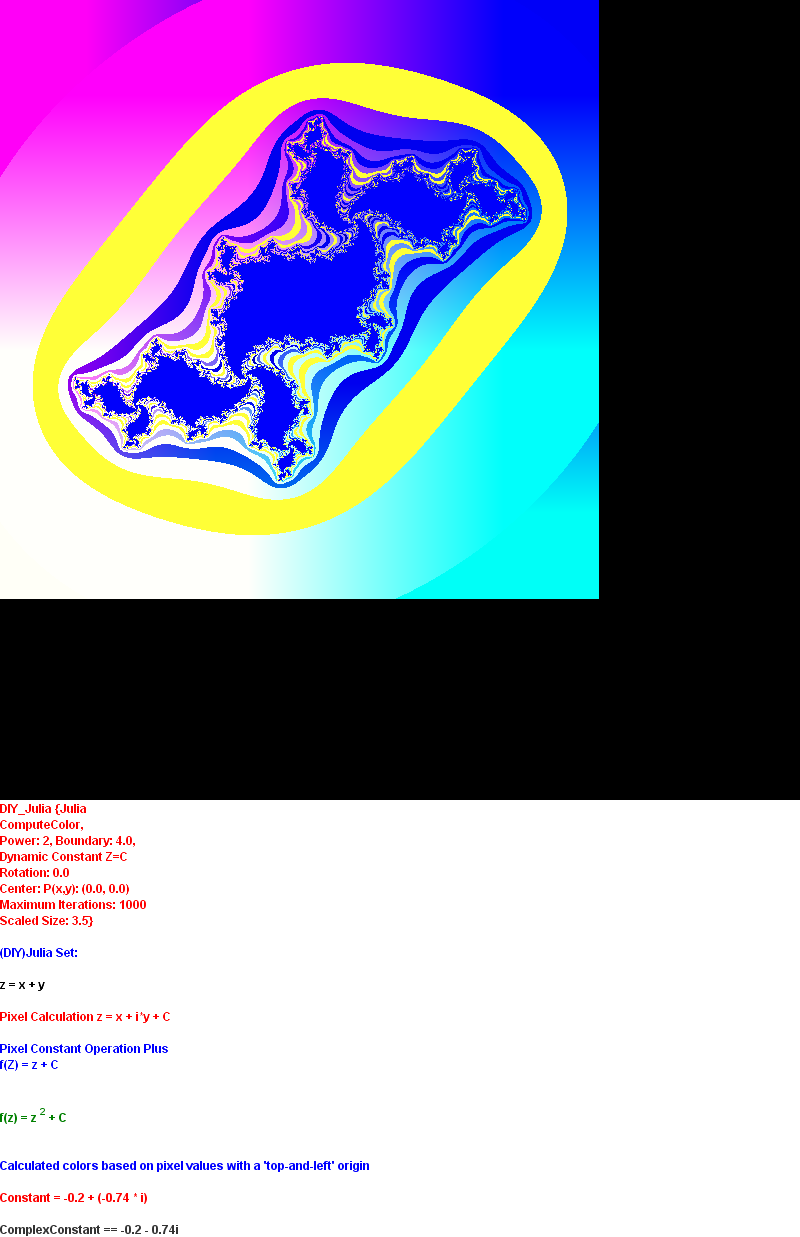 DIY_Julia {Julia
ComputeColor,
Power: 2, Boundary: 4.0,
Dynamic Constant Z=C
Rotation: 0.0
Center: P(x,y): (0.0, 0.0)
Maximum Iterations: 1000
Scaled Size: 3.5}
(DIY)Julia Set:
z = x + y
Pixel Calculation z = x + i*y + C
Pixel Constant Operation Plus
f(Z) = z + C
f(z) = z 2 + C
Calculated colors based on pixel values with a 'top-and-left' origin
Constant = -0.2 + (-0.74 * i)
ComplexConstant == -0.2 - 0.74i